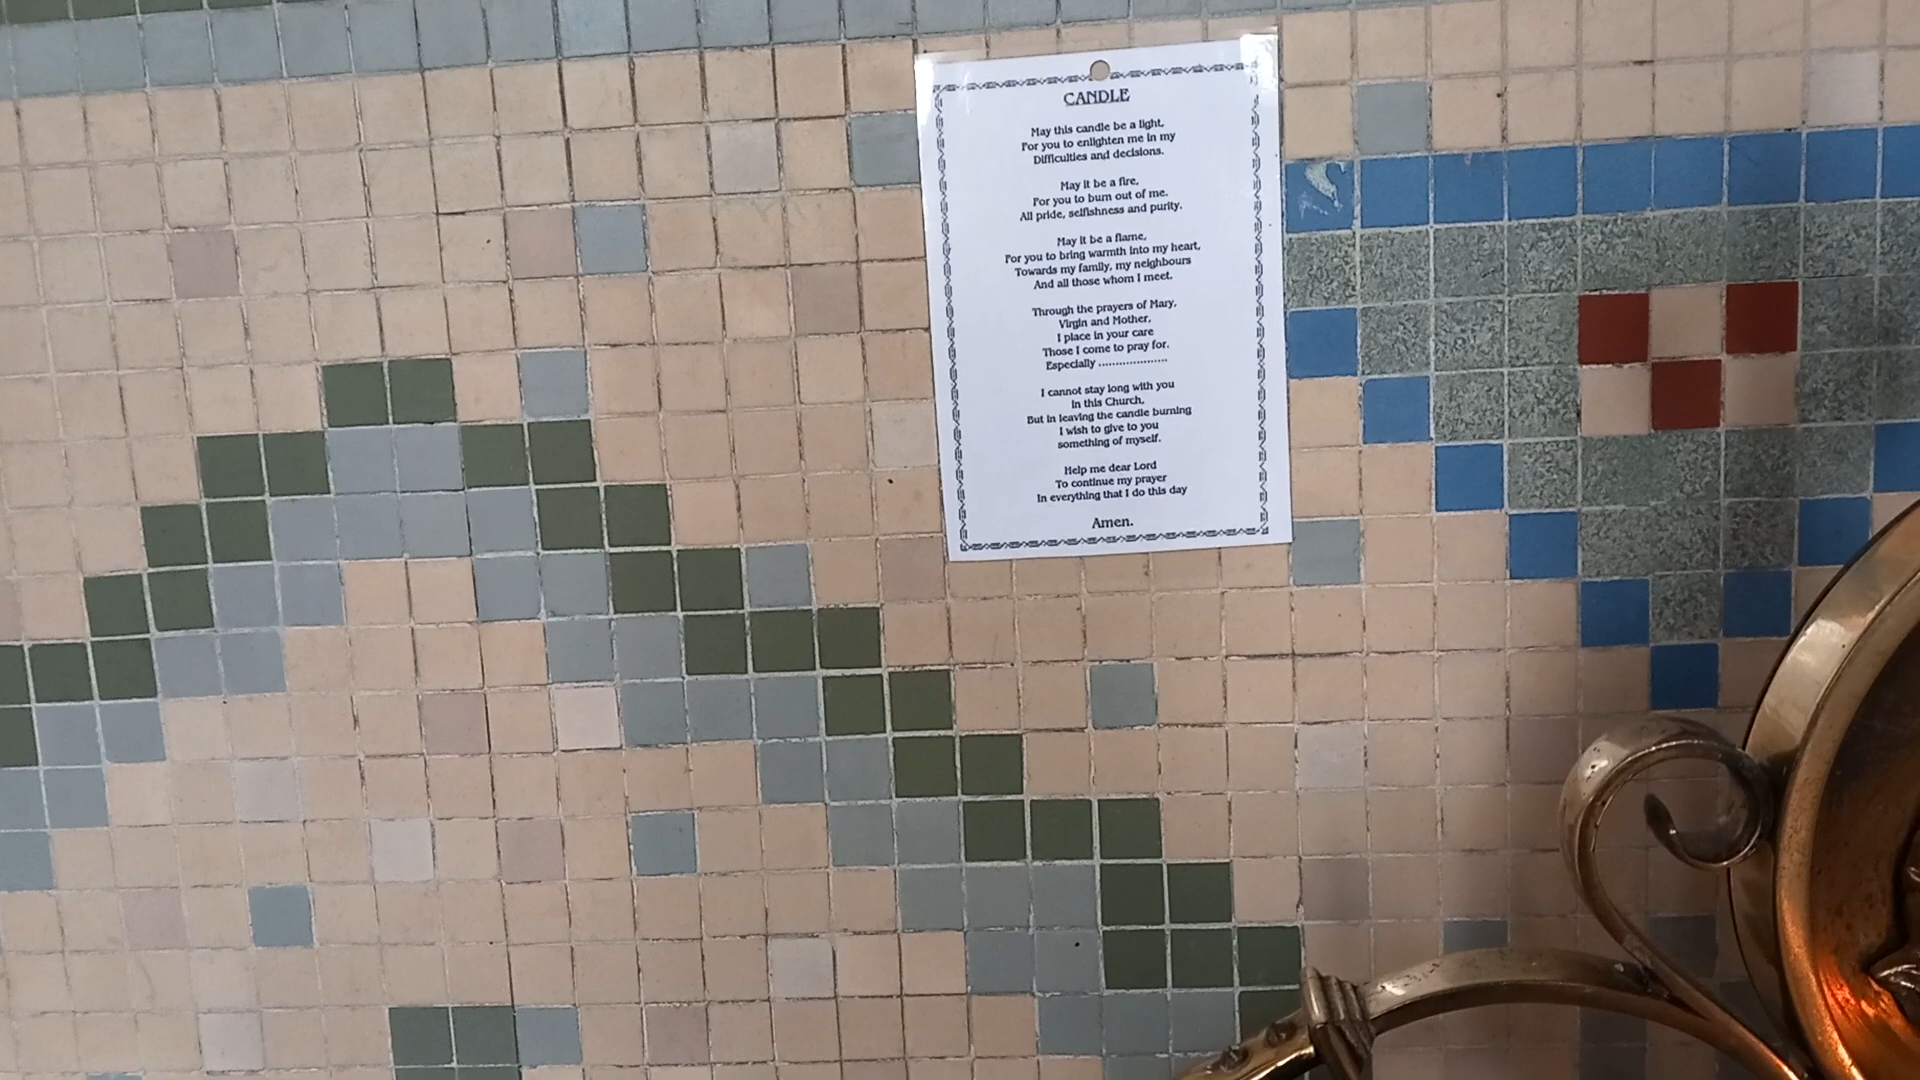 CANDLE
May this candle be a light,
For you to enlighten me in my
Difficulties and decisions.
May it be a fire,
For you to burn out of me.
All pride, selfishness and purity.
May it be a flame,
For you to bring warmth into my heart,
Towards my family, my neighbours
And all those whom I meet.
Through the prayers of Mary,
Virgin and Mother,
I place in your care
Those I come to pray for.
Especially ...................
I cannot stay long with you
In this Church,
But in leaving the candle burning
I wish to give to you
something of myself.
Help me dear Lord
To continue my prayer
In everything that I do this day
Amen.